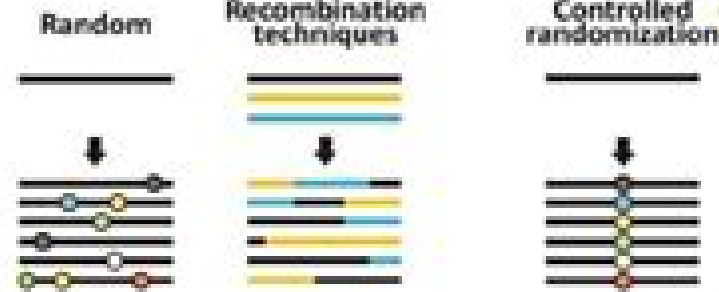 Random
Recombination
techniques
Controlled
randomization